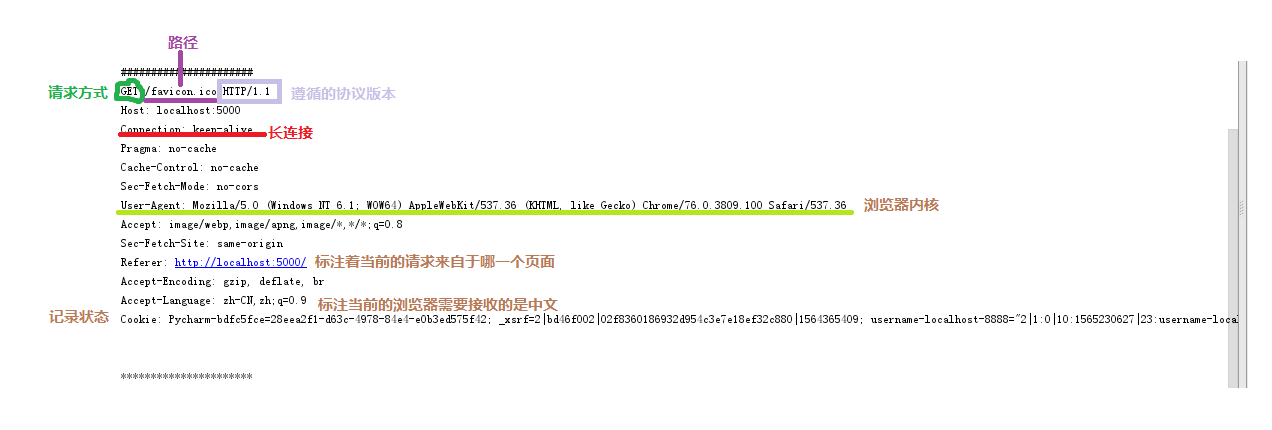 路径
######################
请求方式 GET /favicon.ico HTTP/1.1 遵循的协议版本
Host: localhost:5000
Connection: keep-alive 长连接
Pragma: no-cache
Cache-Control: no-cache
Sec-Fetch-Mode: no-cors
User-Agent: Mozilla/5.0 (Windows NT 6.1; WOW64) AppleWebKit/537.36 (KHTML, like Gecko) Chrome/76.0.3809.100 Safari/537.36 浏览器内核
Accept: image/webp,image/apng,image/*,*/*;q=0.8
Sec-Fetch-Site: same-origin
Referer: http://localhost:5000/ 标注着当前的请求来自于哪一个页面
Accept-Encoding: gzip, deflate, br
Accept-Language: zh-CN,zh;q=0.9 标注当前的浏览器需要接收的是中文
记录状态 Cookie: Pycharm-bdfc5fce=28eea2f1-d63c-4978-84e4-e0b3ed575f42; _xsrf=2|bd46f002|02f8360186932d954c3e7e18ef32c880|1564365409; username-localhost-8888="2|1:0|10:1565230627|23:username-local
**********************